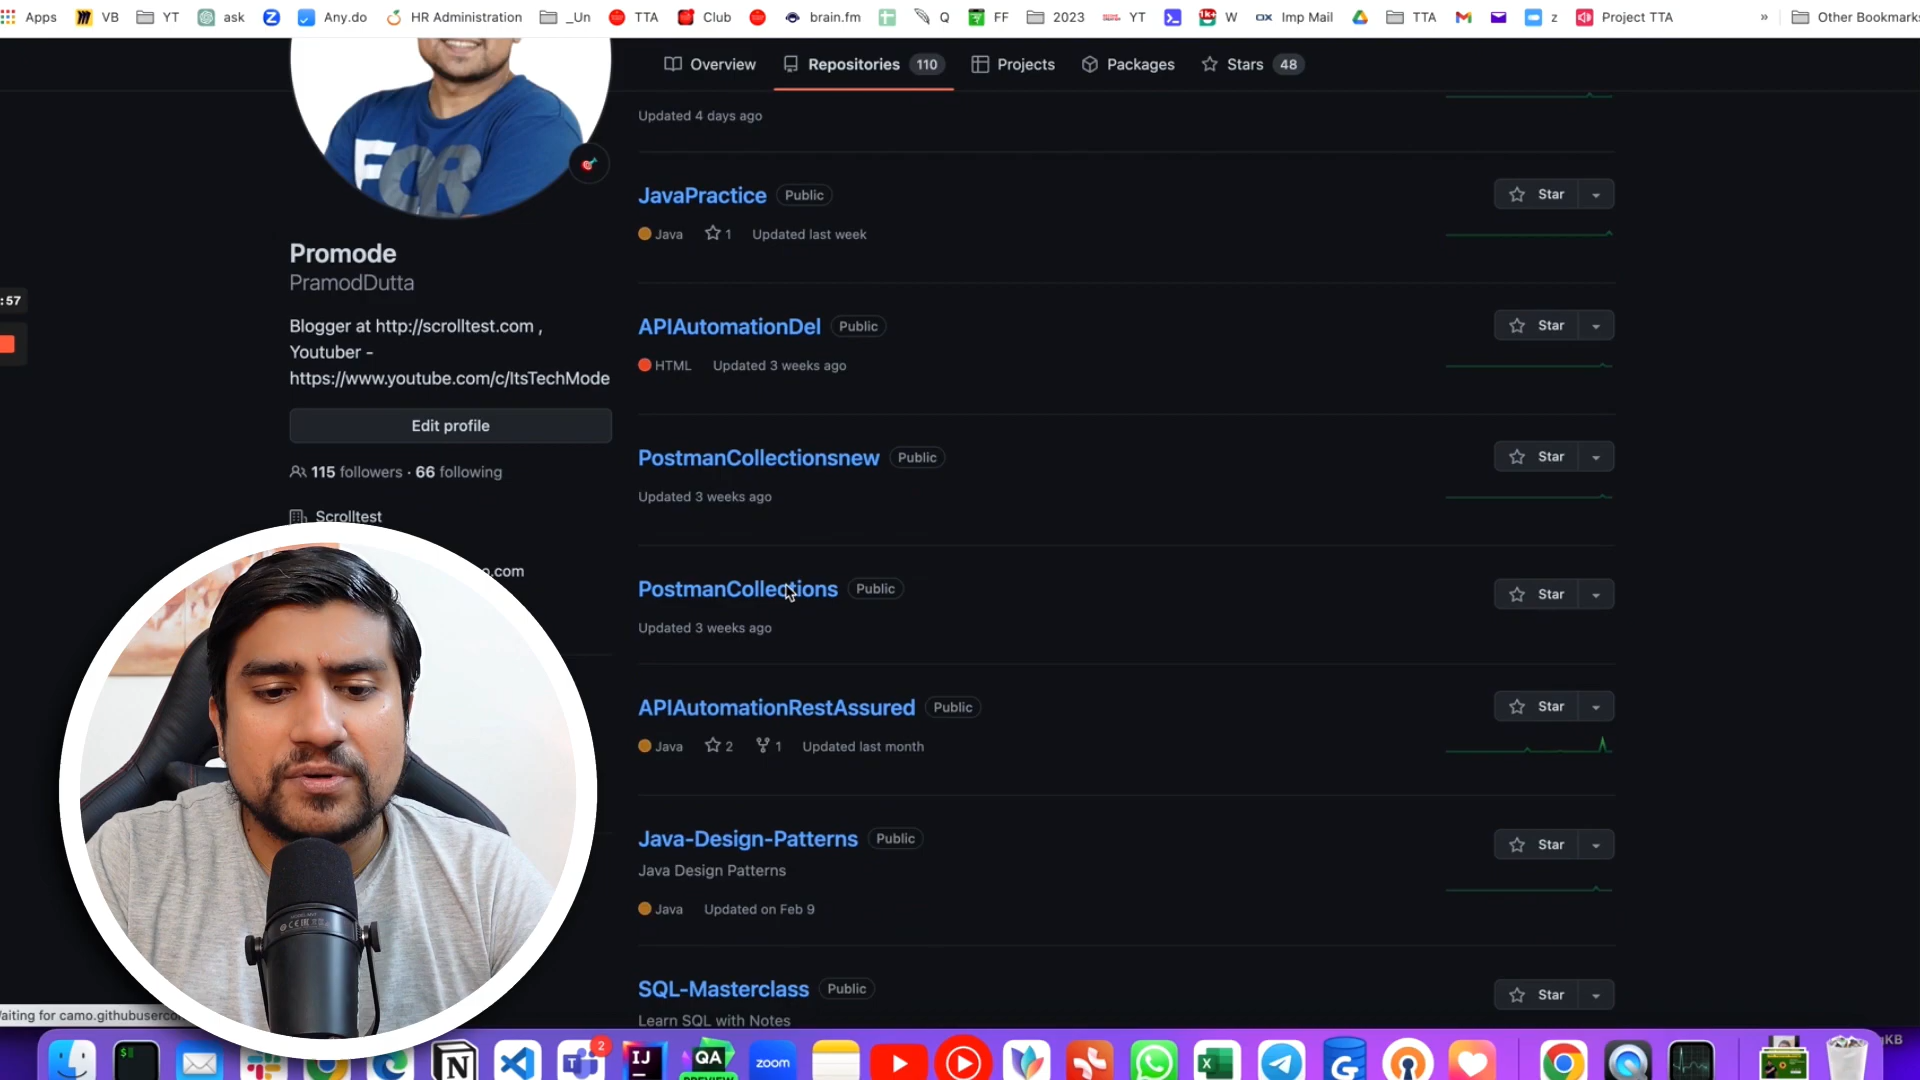 Apps VB YT ask Any.do HR Administration _Un TTA Club brain.fm Q FF 2023 YT W Imp Mail TTA z Project TTA » Other Bookmarks
Overview Repositories 110 Projects Packages Stars 48
Updated 4 days ago
JavaPractice Public Star
Java 1 Updated last week
Promode
PramodDutta
:57
Blogger at http://scrolltest.com ,
Youtuber -
https://www.youtube.com/c/ItsTechMode
APIAutomationDel Public Star
HTML Updated 3 weeks ago
Edit profile
115 followers · 66 following
Scrolltest
PostmanCollectionsnew Public Star
Updated 3 weeks ago
o.com
PostmanCollections Public Star
Updated 3 weeks ago
APIAutomationRestAssured Public Star
Java 2 1 Updated last month
Java-Design-Patterns Public Star
Java Design Patterns
Java Updated on Feb 9
SQL-Masterclass Public Star
Learn SQL with Notes
aiting for camo.githubuserco
2
IJ
QA
PREVIEW
zoom
KB